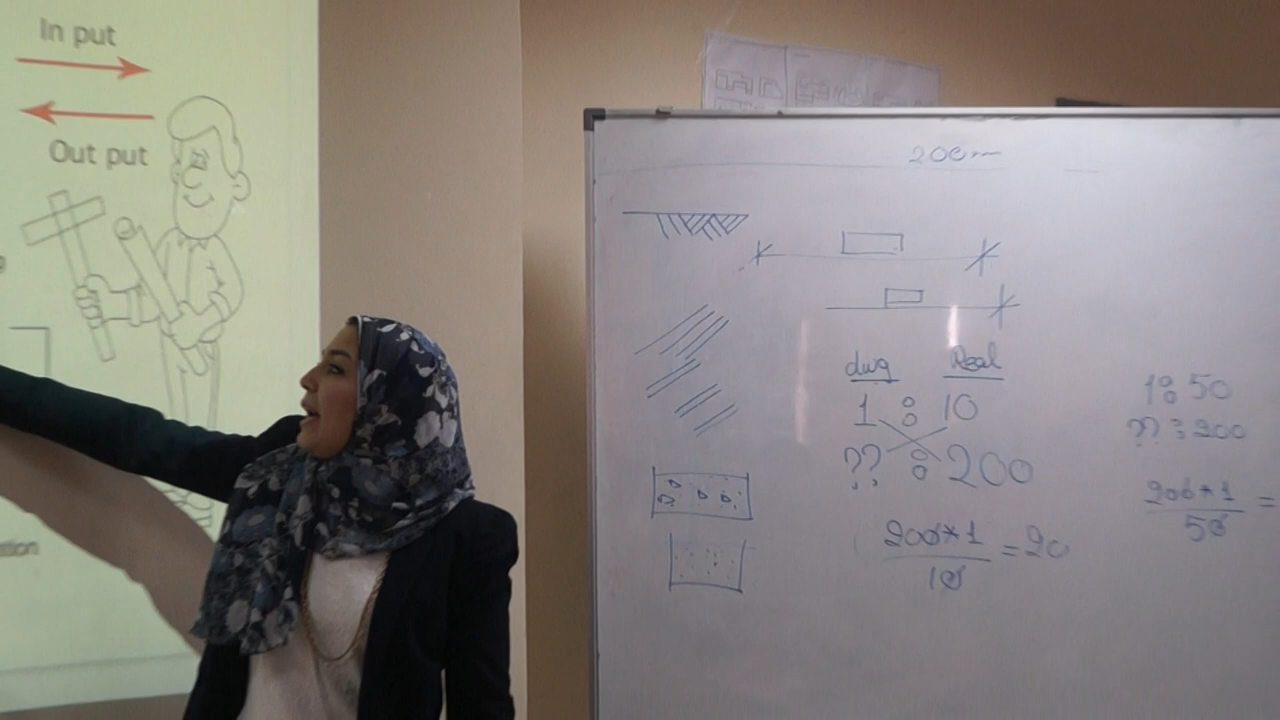 In put
Out put
200
dwg Real
1 : 10
?? : 200
200*1
10
= 20
1: 50
?? : 200
200*1
50
=